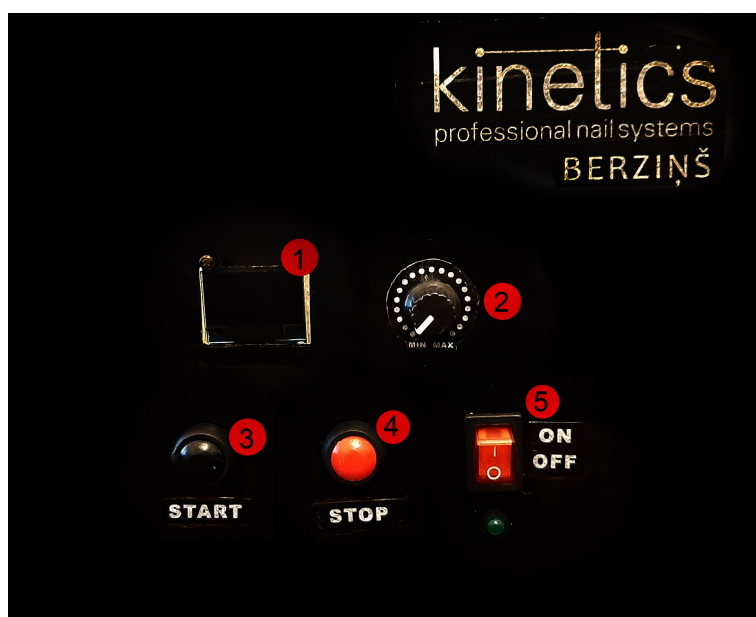 kinetics
professional nail systems
BERZIŅŠ
1
2
MIN MAX
3
4
5
ON
OFF
START
STOP